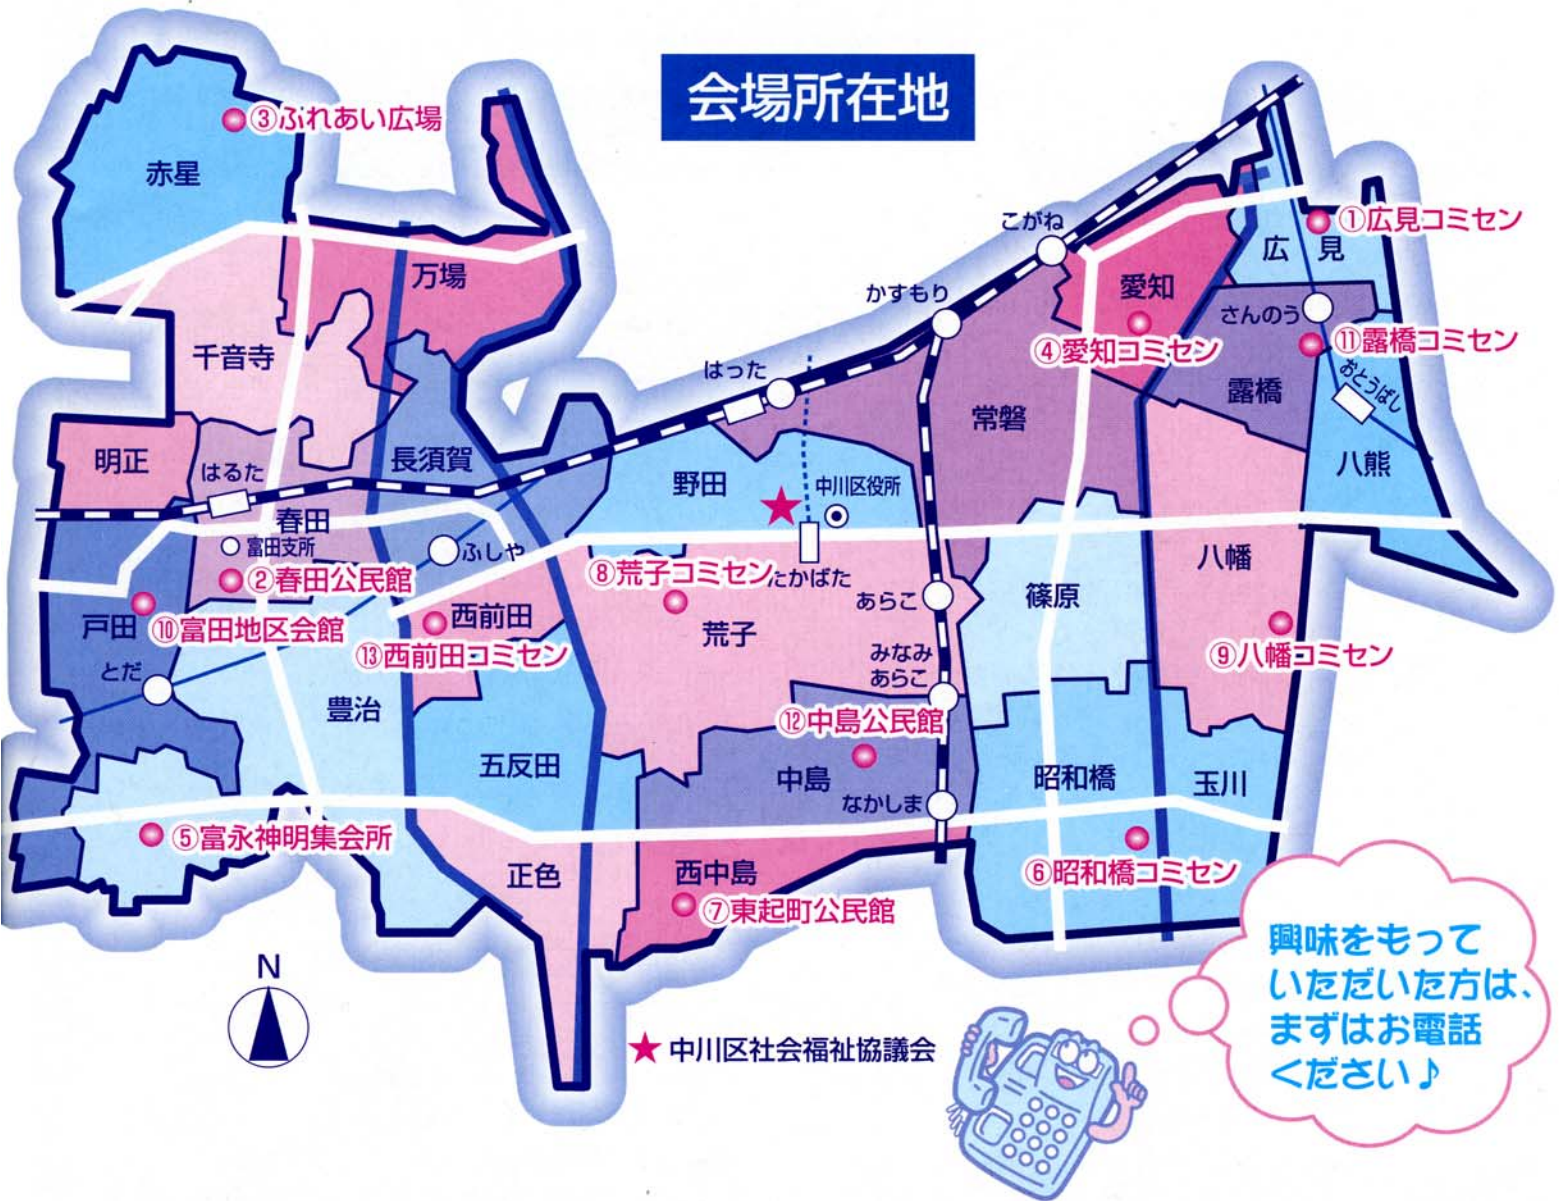 会場所在地
③ふれあい広場
赤星
①広見コミセン
こがね
広見
万場
愛知
かすもり
さんのう
④愛知コミセン
⑪露橋コミセン
千音寺
はった
おとうばし
露橋
常磐
明正
はるた
長須賀
野田
中川区役所
八熊
春田
富田支所
ふしや
八幡
②春田公民館
⑧荒子コミセン
たかばた
あらこ
篠原
戸田
⑩富田地区会館
西前田
荒子
⑬西前田コミセン
みなみ
あらこ
⑨八幡コミセン
とだ
豊治
⑫中島公民館
五反田
中島
昭和橋
玉川
なかしま
⑤富永神明集会所
正色
西中島
⑥昭和橋コミセン
⑦東起町公民館
N
★中川区社会福祉協議会
興味をもって
いただいた方は、
まずはお電話
ください♪